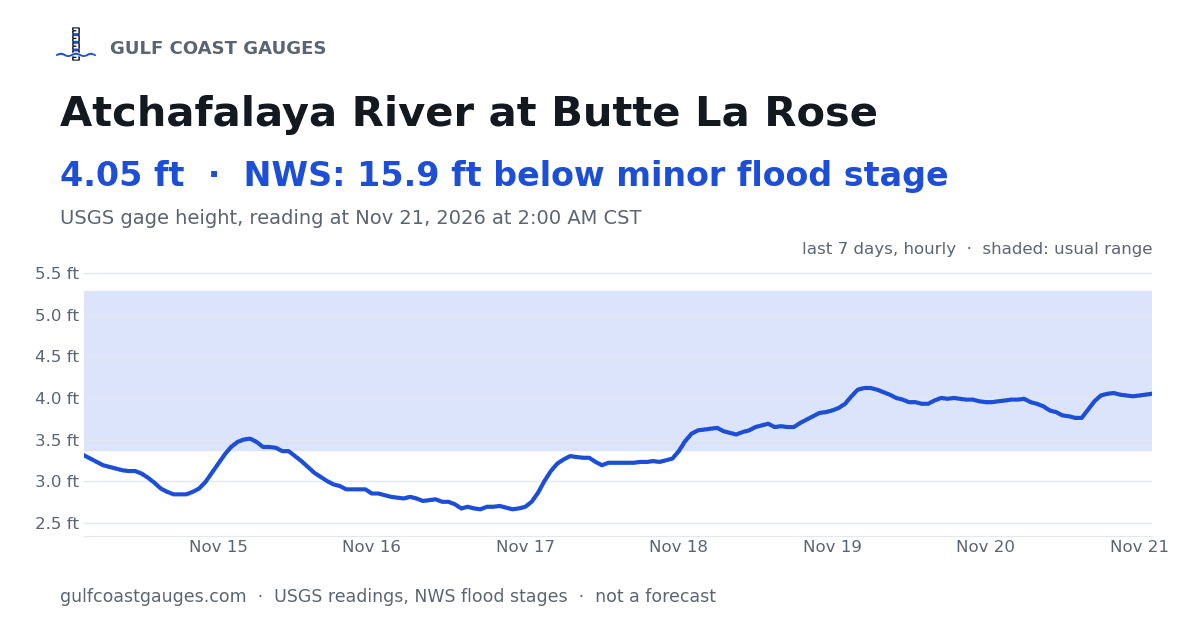 GULF COAST GAUGES
Atchafalaya River at Butte La Rose
4.05 ft · NWS: 15.9 ft below minor flood stage
USGS gage height, reading at Nov 21, 2026 at 2:00 AM CST
last 7 days, hourly · shaded: usual range
5.5 ft
5.0 ft
4.5 ft
4.0 ft
3.5 ft
3.0 ft
2.5 ft
Nov 15 Nov 16 Nov 17 Nov 18 Nov 19 Nov 20 Nov 21
gulfcoastgauges.com · USGS readings, NWS flood stages · not a forecast